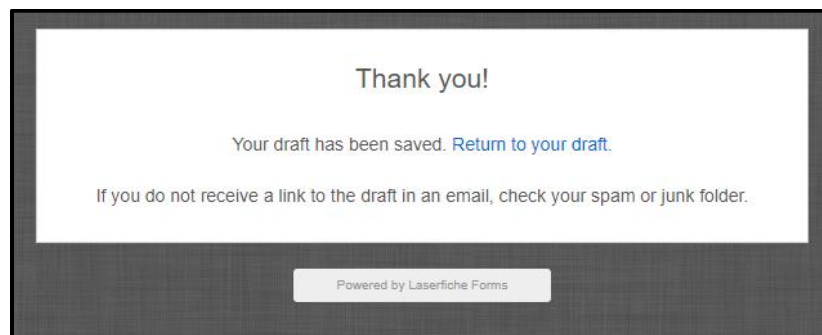 Thank you!
Your draft has been saved. Return to your draft.
If you do not receive a link to the draft in an email, check your spam or junk folder.
Powered by Laserfiche Forms